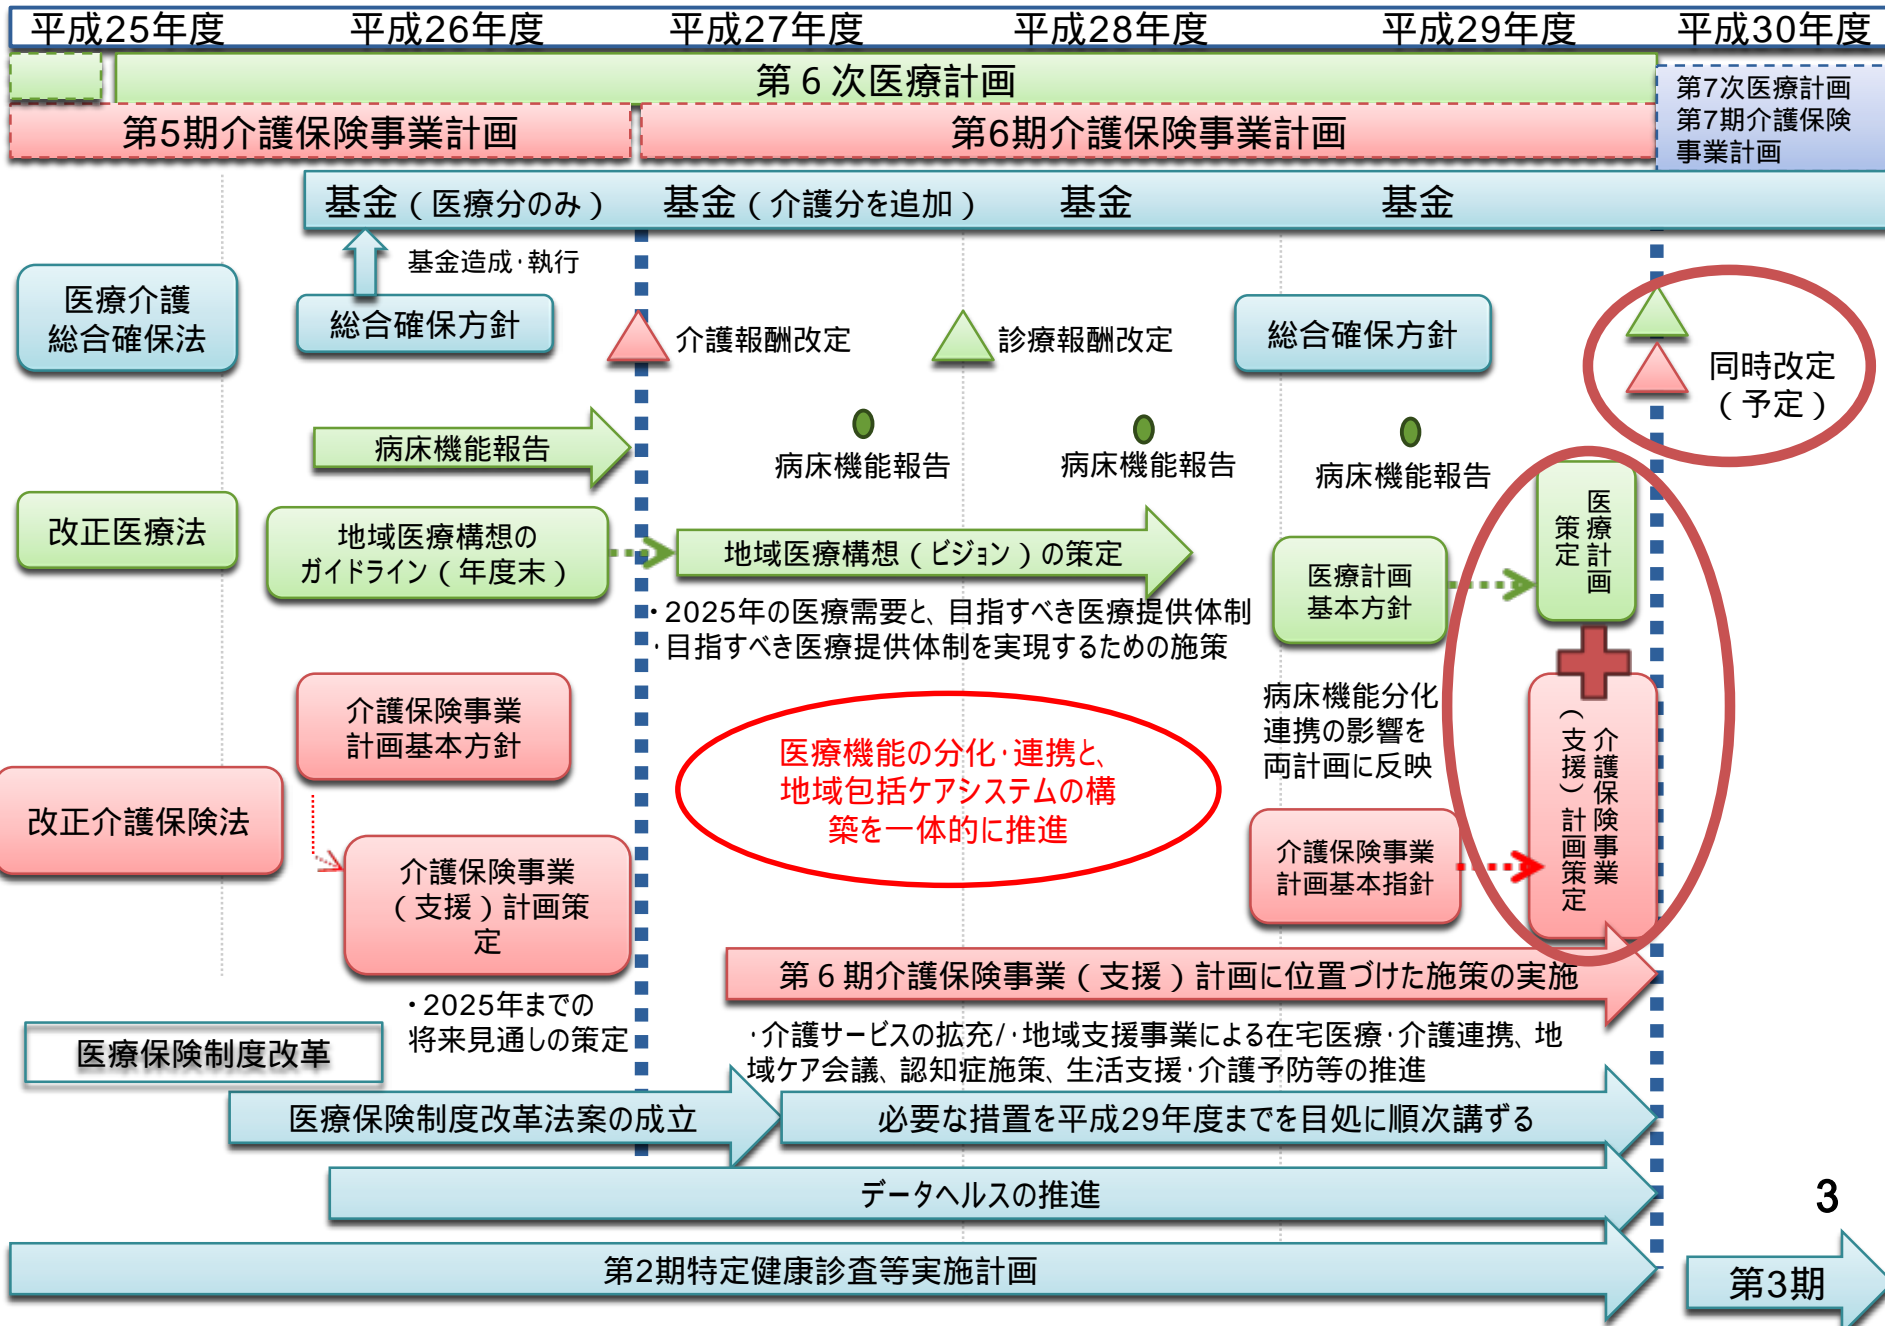 平成25年度
平成26年度
平成27年度
平成28年度
平成29年度
平成30年度
第６次医療計画
第5期介護保険事業計画
第6期介護保険事業計画
第7次医療計画
第7期介護保険
事業計画
基金（医療分のみ）
基金（介護分を追加）
基金
基金
基金造成・執行
医療介護
総合確保法
総合確保方針
介護報酬改定
診療報酬改定
総合確保方針
同時改定
（予定）
病床機能報告
病床機能報告
病床機能報告
病床機能報告
改正医療法
地域医療構想の
ガイドライン（年度末）
地域医療構想（ビジョン）の策定
・2025年の医療需要と、目指すべき医療提供体制
・目指すべき医療提供体制を実現するための施策
医療計画
基本方針
医療計画
策定
介護保険事業
計画基本方針
医療機能の分化・連携と、
地域包括ケアシステムの構
築を一体的に推進
病床機能分化
連携の影響を
両計画に反映
改正介護保険法
介護保険事業
（支援）計画策
定
介護保険事業
計画基本指針
介護保険事業
（支援）計画策定
第６期介護保険事業（支援）計画に位置づけた施策の実施
・2025年までの
将来見通しの策定
・介護サービスの拡充/・地域支援事業による在宅医療・介護連携、地
域ケア会議、認知症施策、生活支援・介護予防等の推進
医療保険制度改革
医療保険制度改革法案の成立
必要な措置を平成29年度までを目処に順次講ずる
データヘルスの推進
3
第2期特定健康診査等実施計画
第3期